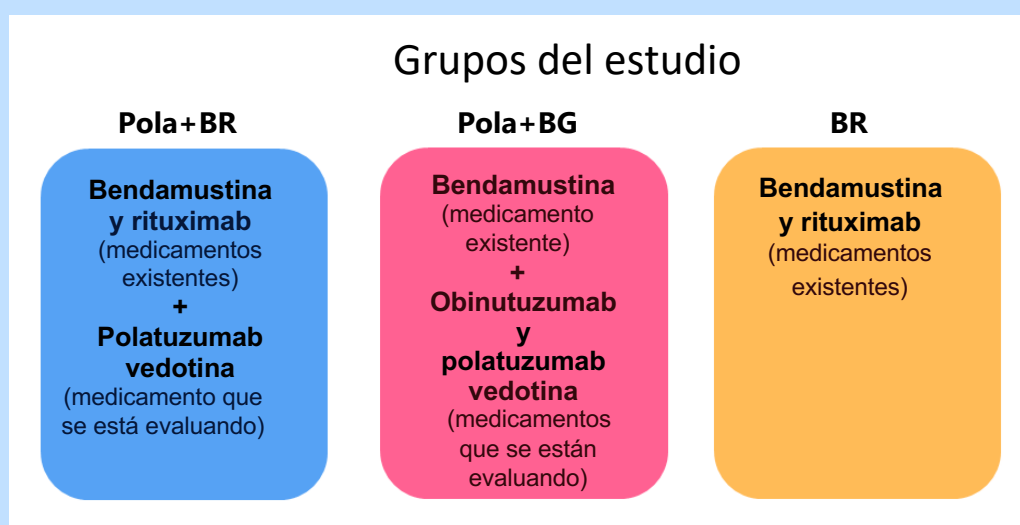 Grupos del estudio
Pola+BR
Bendamustina
y rituximab
(medicamentos
existentes)
+
Polatuzumab
vedotina
(medicamento que
se está evaluando)
Pola+BG
Bendamustina
(medicamento
existente)
+
Obinutuzumab
y
polatuzumab
vedotina
(medicamentos
que se están
evaluando)
BR
Bendamustina
y rituximab
(medicamentos
existentes)